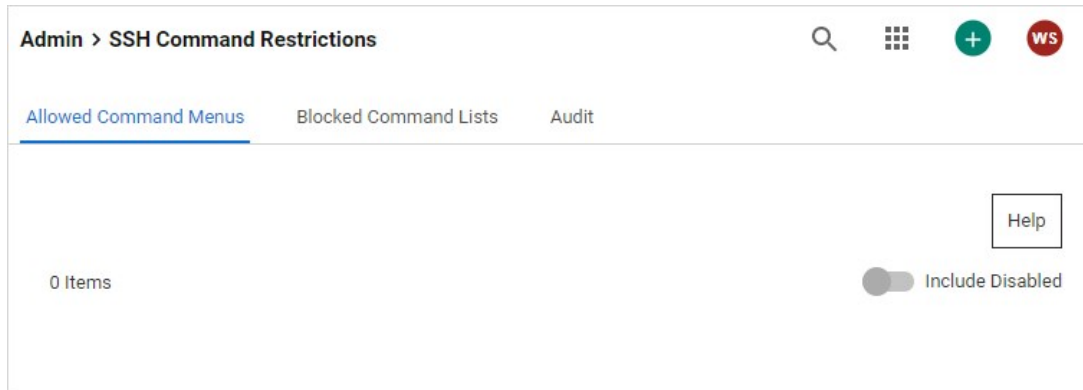 Admin > SSH Command Restrictions
+ WS
Allowed Command Menus Blocked Command Lists Audit
Help
0 Items Include Disabled